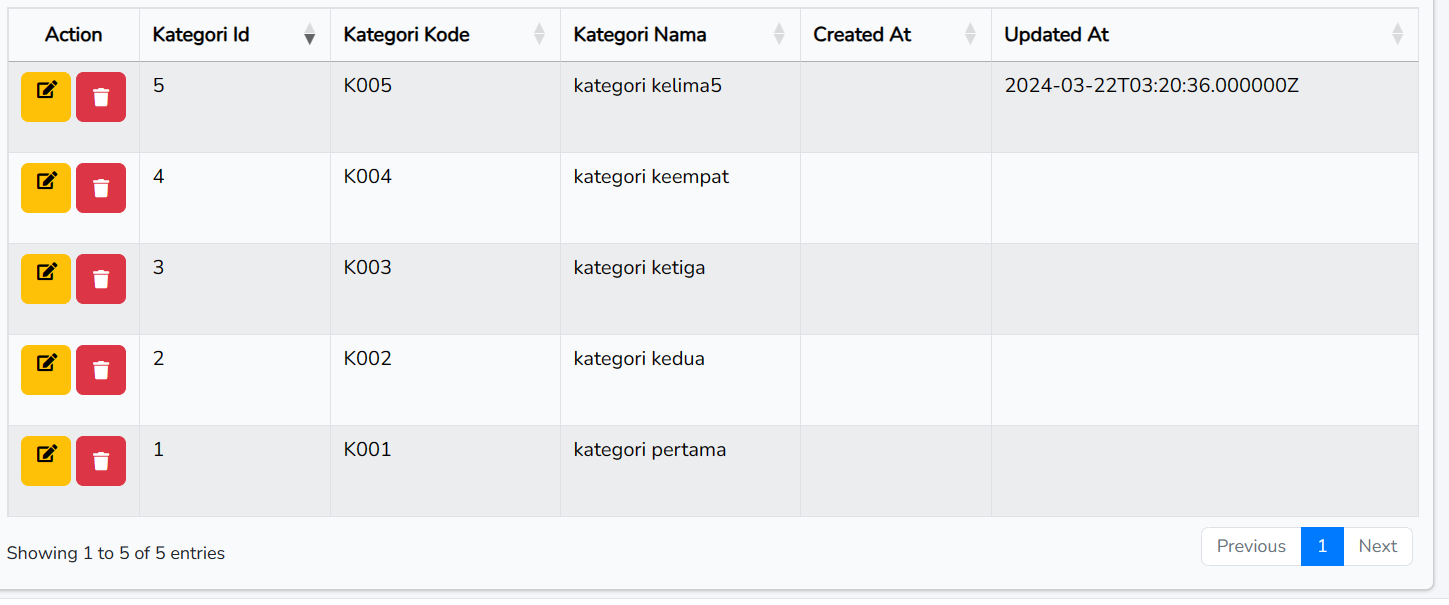 Action Kategori Id Kategori Kode Kategori Nama Created At Updated At
5 K005 kategori kelima5 2024-03-22T03:20:36.000000Z
4 K004 kategori keempat
3 K003 kategori ketiga
2 K002 kategori kedua
1 K001 kategori pertama
Showing 1 to 5 of 5 entries Previous 1 Next